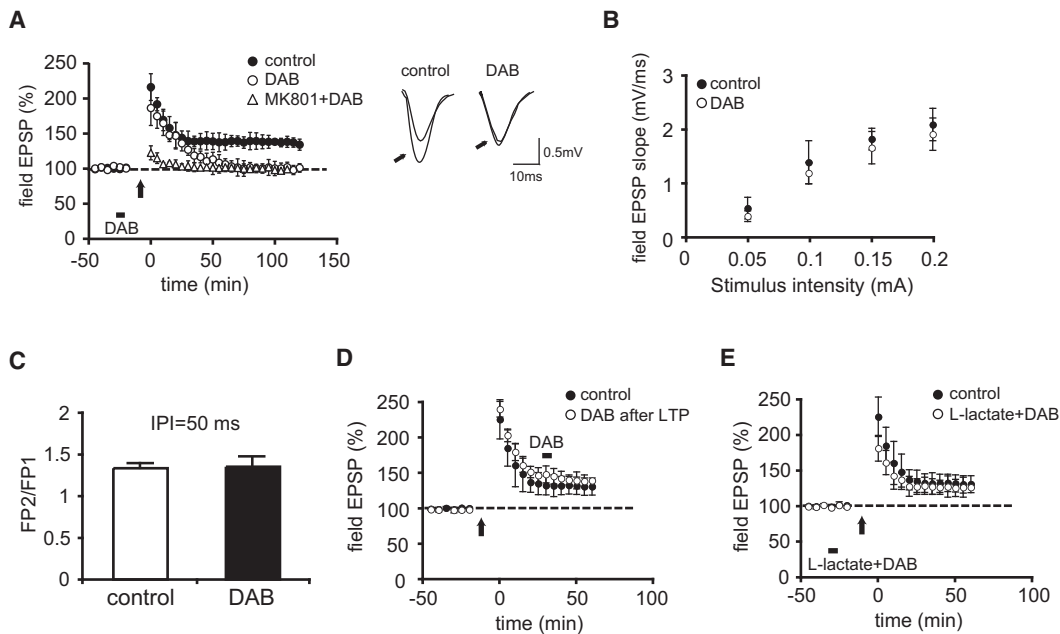 A
field EPSP (%)
250
200
150
100
50
0
-50
0
50
100
150
time (min)
control
DAB
MK801+DAB
DAB
control
DAB
0.5mV
10ms
B
field EPSP slope (mV/ms)
3
2
1
0
0
0.05
0.1
0.15
0.2
Stimulus intensity (mA)
control
DAB
C
FP2/FP1
2
1.5
1
0.5
0
IPI=50 ms
control
DAB
D
field EPSP (%)
250
200
150
100
50
0
-50
0
50
100
time (min)
control
DAB after LTP
DAB
E
field EPSP (%)
250
200
150
100
50
0
-50
0
50
100
time (min)
control
L-lactate+DAB
L-lactate+DAB